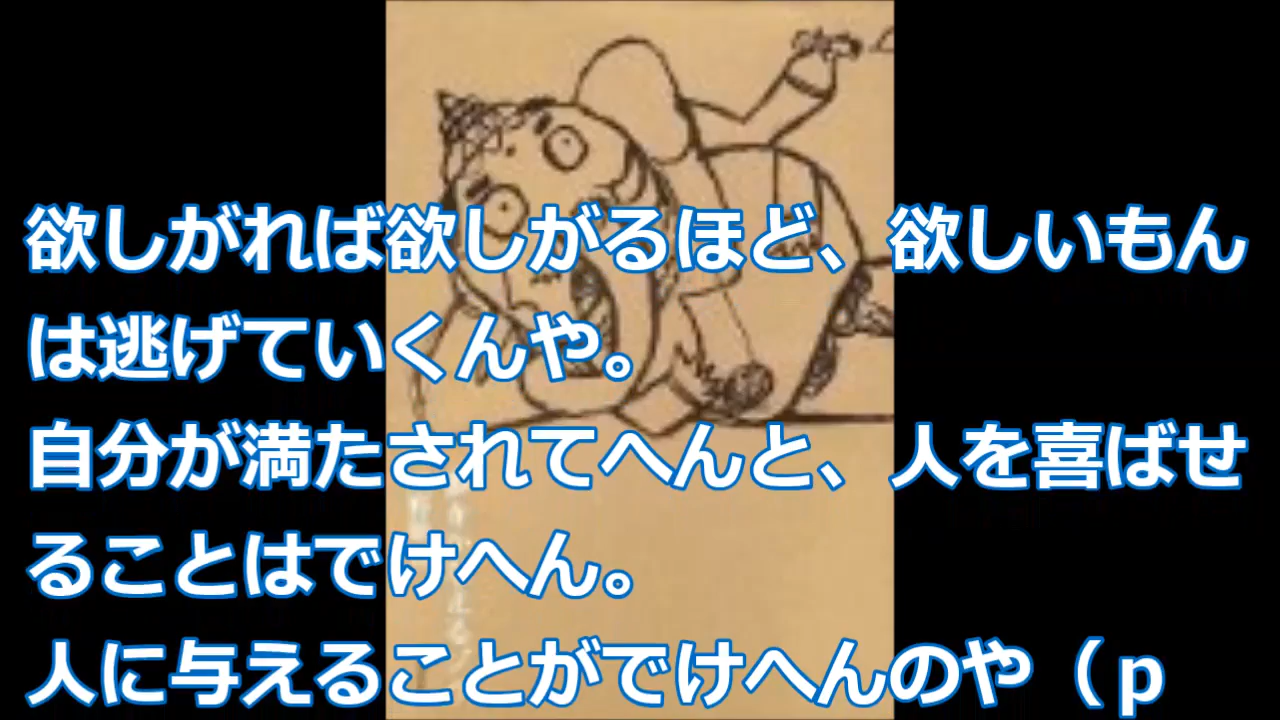 欲しがれば欲しがるほど、欲しいもん
は逃げていくんや。
自分が満たされてへんと、人を喜ばせ
ることはでけへん。
人に与えることがでけへんのや（ｐ